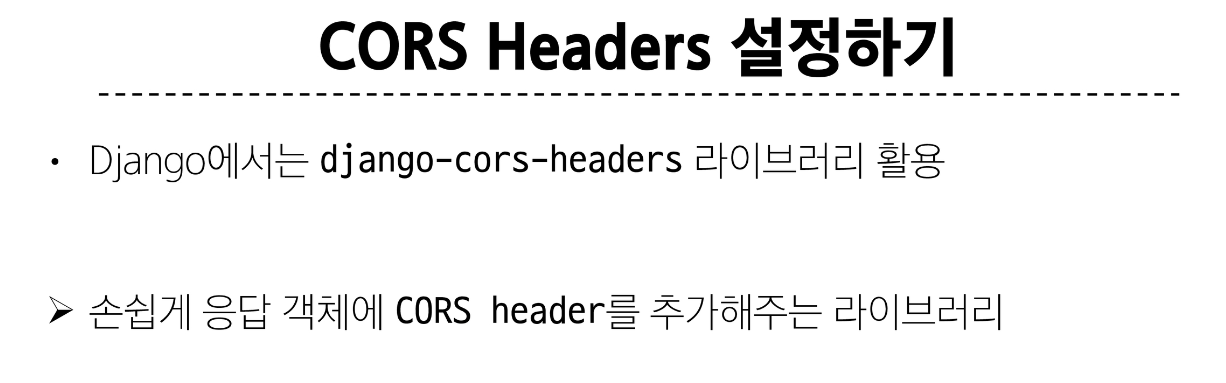 CORS Headers 설정하기
• Django에서는 django-cors-headers 라이브러리 활용
➢ 손쉽게 응답 객체에 CORS header를 추가해주는 라이브러리